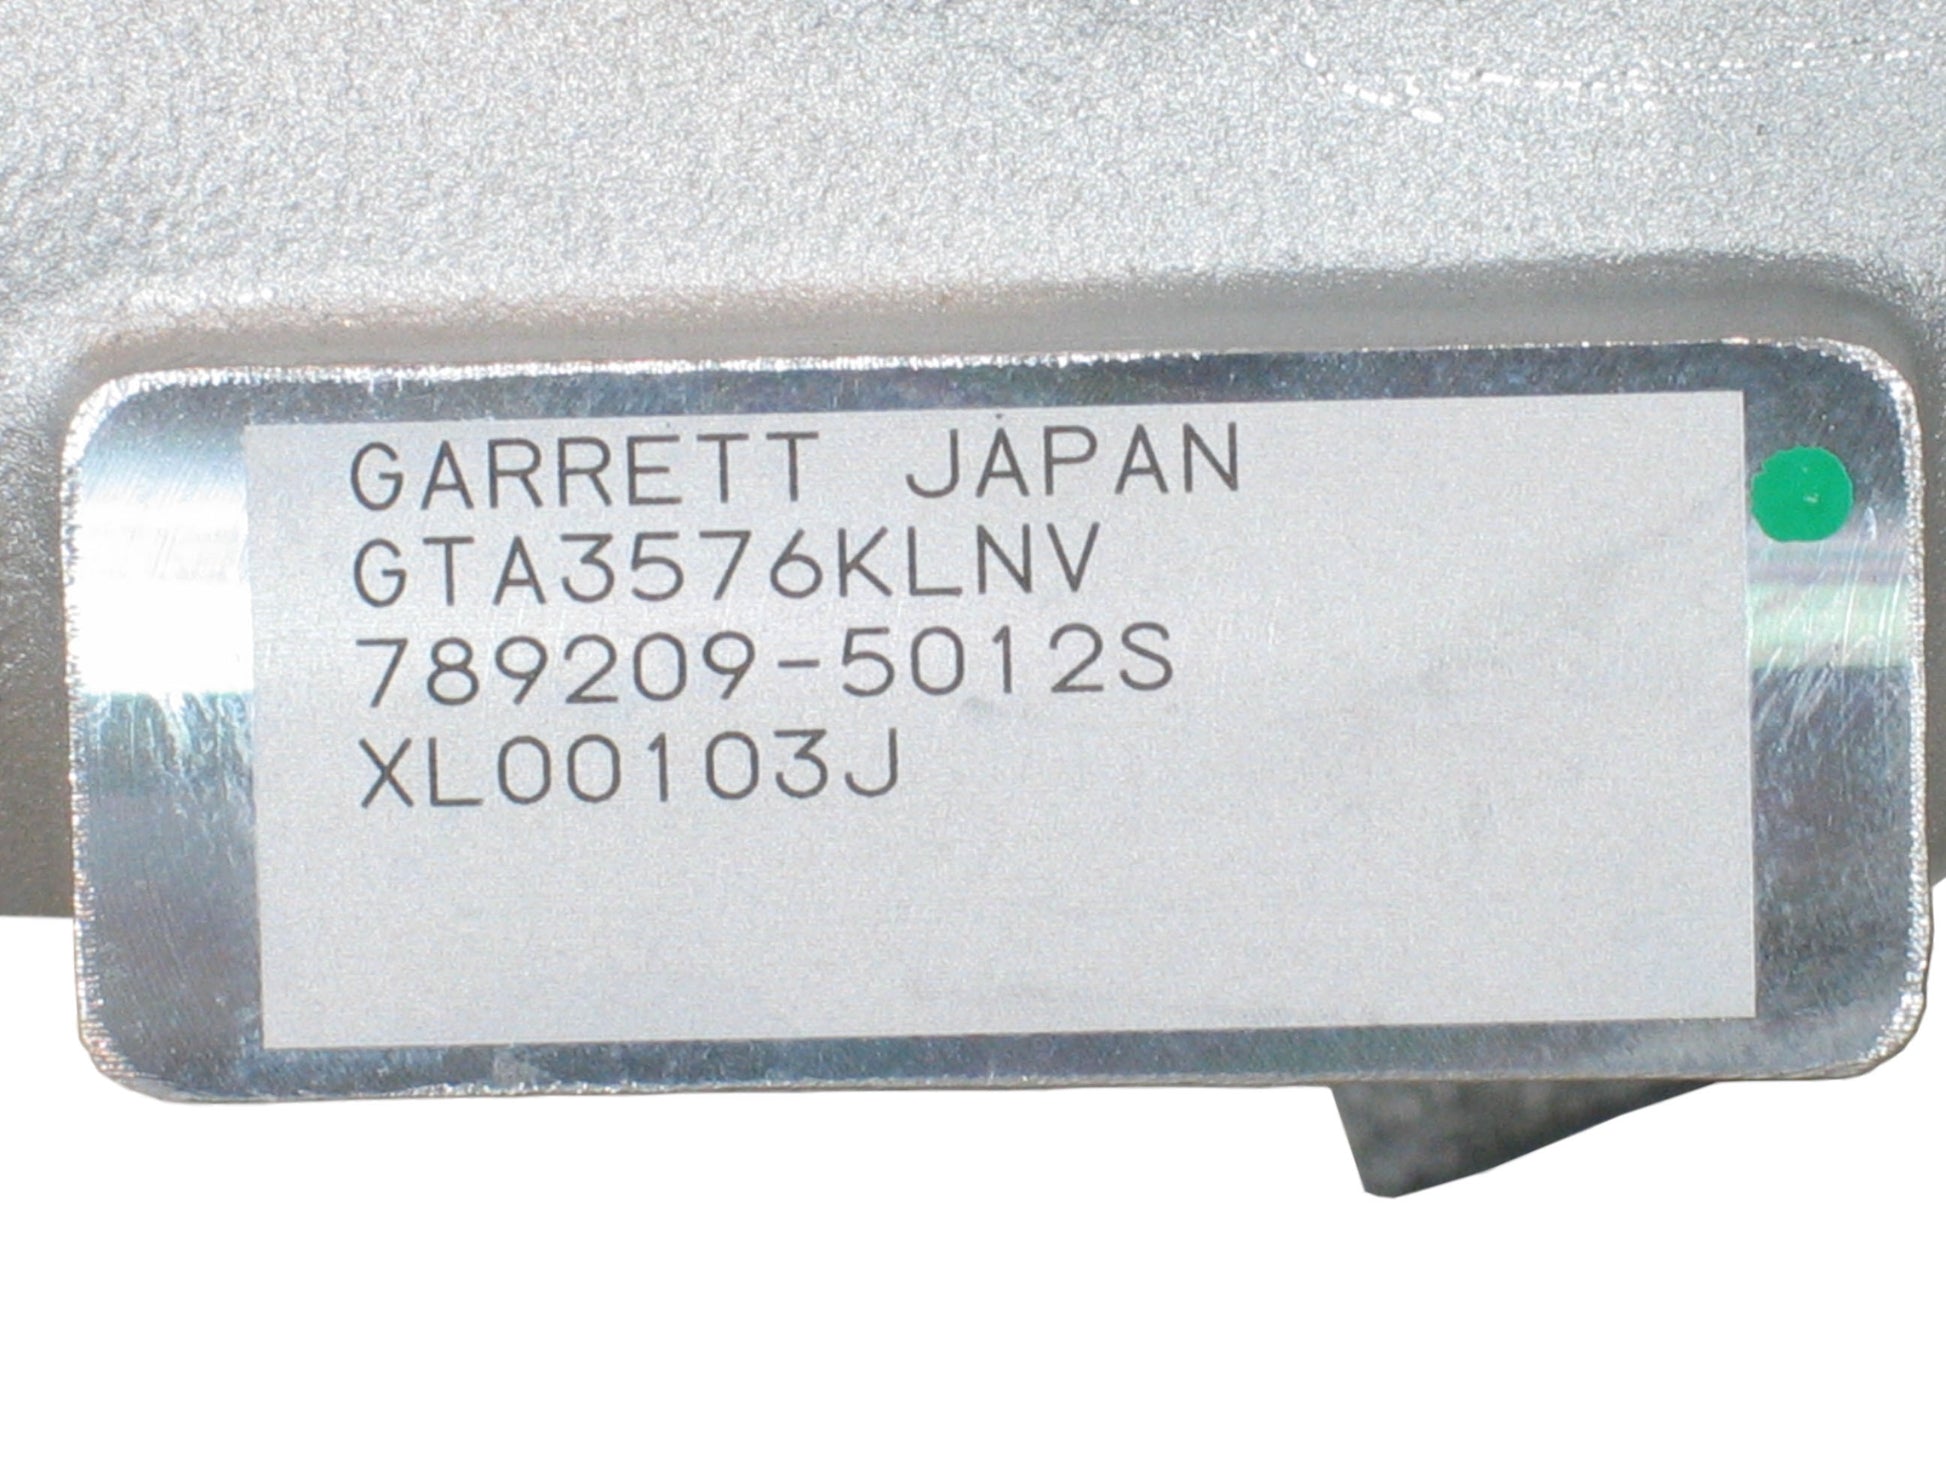 GARRETT JAPAN
GTA3576KLNV
789209-5012S
XL00103J